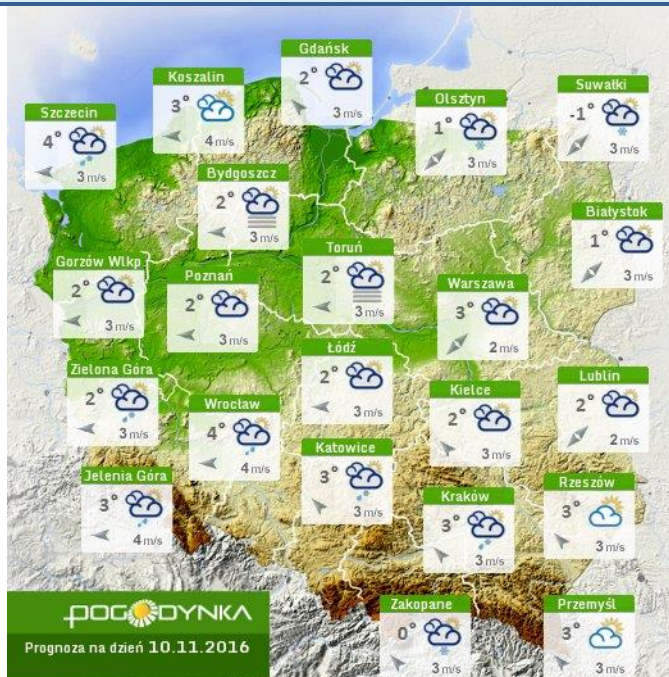 Gdańsk
2°
3 m/s
Koszalin
3°
4 m/s
Suwałki
-1°
3 m/s
Olsztyn
1°
3 m/s
Szczecin
4°
3 m/s
Bydgoszcz
2°
3 m/s
Białystok
1°
3 m/s
Toruń
2°
3 m/s
Gorzów Wlkp
2°
3 m/s
Poznań
2°
3 m/s
Warszawa
3°
2 m/s
Łódź
2°
3 m/s
Zielona Góra
2°
3 m/s
Lublin
2°
2 m/s
Kielce
2°
3 m/s
Wrocław
4°
4 m/s
Katowice
3°
3 m/s
Jelenia Góra
3°
4 m/s
Rzeszów
3°
3 m/s
Kraków
3°
3 m/s
Zakopane
0°
3 m/s
Przemyśl
3°
3 m/s
POGODYNKA
Prognoza na dzień 10.11.2016